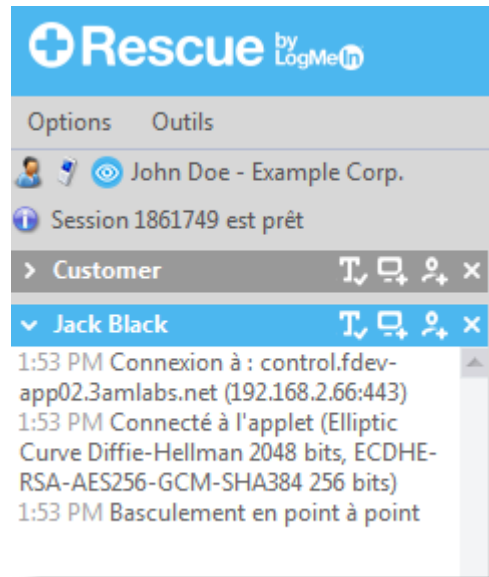 Rescue by LogMeIn
Options Outils
John Doe - Example Corp.
Session 1861749 est prêt
Customer
Jack Black
1:53 PM Connexion à : control.fdev-
app02.3amlabs.net (192.168.2.66:443)
1:53 PM Connecté à l'applet (Elliptic
Curve Diffie-Hellman 2048 bits, ECDHE-
RSA-AES256-GCM-SHA384 256 bits)
1:53 PM Basculement en point à point